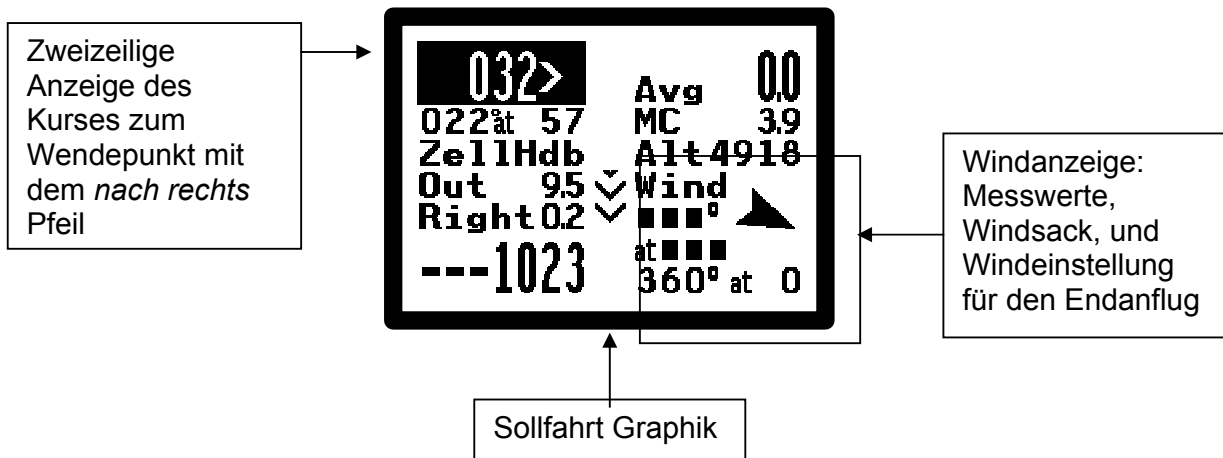 Zweizeilige
Anzeige des
Kurses zum
Wendepunkt mit
dem nach rechts
Pfeil
032>
022°at 57
ZellHdb
Out 9.5
Right 0.2
---1023
Avg 0.0
MC 3.9
Alt4918
Wind
■■■°
at■■■
360° at 0
Windanzeige:
Messwerte,
Windsack, und
Windeinstellung
für den Endanflug
Sollfahrt Graphik